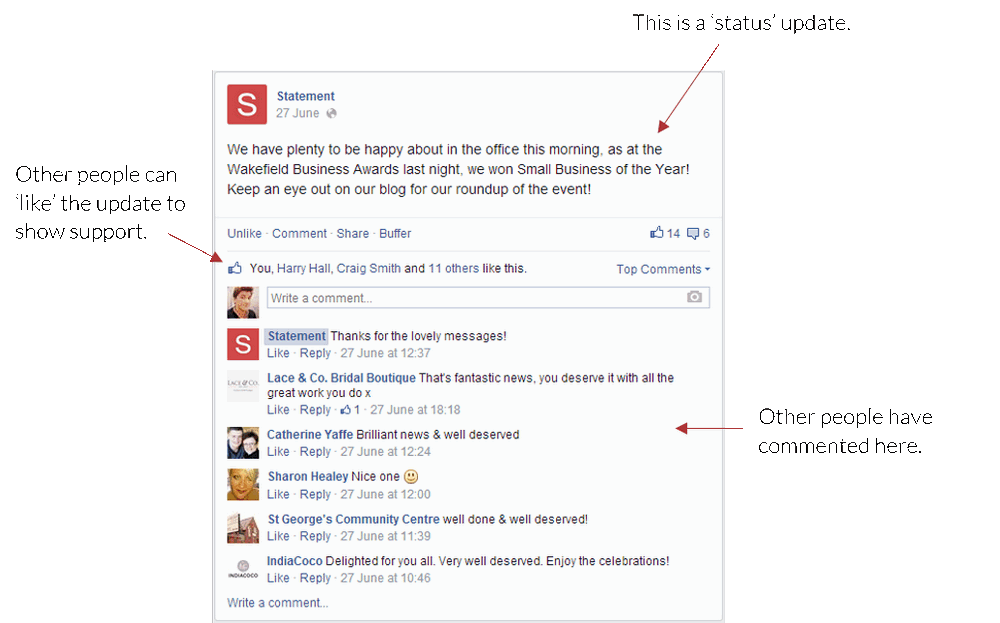 This is a ‘status’ update.
S
Statement
27 June
We have plenty to be happy about in the office this morning, as at the
Wakefield Business Awards last night, we won Small Business of the Year!
Keep an eye out on our blog for our roundup of the event!
Other people can
‘like’ the update to
show support.
Unlike · Comment · Share · Buffer 14 6
You, Harry Hall, Craig Smith and 11 others like this. Top Comments
Write a comment...
S
Statement Thanks for the lovely messages!
Like · Reply · 27 June at 12:37
LACE & CO.
Lace & Co. Bridal Boutique That's fantastic news, you deserve it with all the
great work you do x
Like · Reply · 1 · 27 June at 18:18
Other people have
commented here.
Catherine Yaffe Brilliant news & well deserved
Like · Reply · 27 June at 12:24
Sharon Healey Nice one
Like · Reply · 27 June at 12:00
St George's Community Centre well done & well deserved!
Like · Reply · 27 June at 11:39
INDIACOCO
IndiaCoco Delighted for you all. Very well deserved. Enjoy the celebrations!
Like · Reply · 27 June at 10:46
Write a comment...